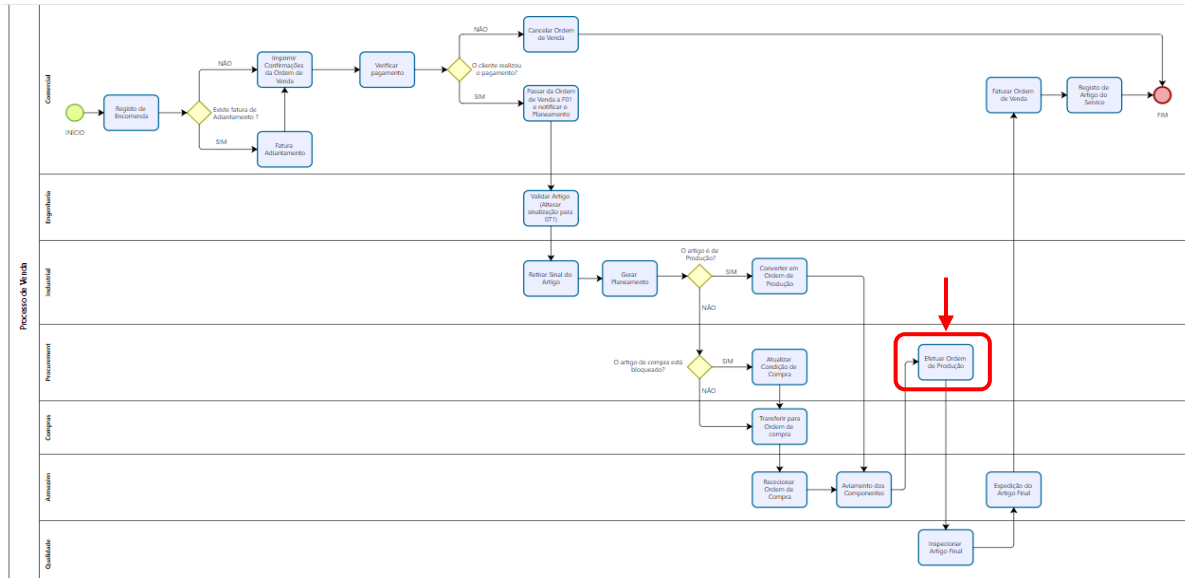 Processo de Venda
Comercial
INÍCIO
Registo de
Encomenda
Existe fatura de
Adiantamento ?
NÃO
SIM
Imprimir
Confirmações
da Ordem de
Venda
Fatura
Adiantamento
Verificar
pagamento
O cliente realizou
o pagamento?
NÃO
SIM
Cancelar Ordem
de Venda
Passar da Ordem
de Venda a F01
e notificar o
Planeamento
Faturar Ordem
de Venda
Registo de
Artigo do
Service
FIM
Engenharia
Validar Artigo
(Alterar
sinalização para
071)
Industrial
Retirar Sinal do
Artigo
Gerar
Planeamento
O artigo é de
Produção?
SIM
NÃO
Converter em
Ordem de
Produção
Procurement
O artigo de compra está
bloqueado?
SIM
NÃO
Atualizar
Condição de
Compra
Efetuar Ordem
de Produção
Compras
Transferir para
Ordem de
compra
Armazém
Rececionar
Ordem de
Compra
Aviamento dos
Componentes
Expedição do
Artigo Final
Qualidade
Inspecionar
Artigo Final